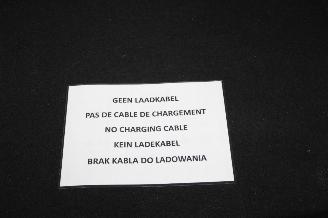 GEEN LAADKABEL
PAS DE CABLE DE CHARGEMENT
NO CHARGING CABLE
KEIN LADEKABEL
BRAK KABLA DO LADOWANIA